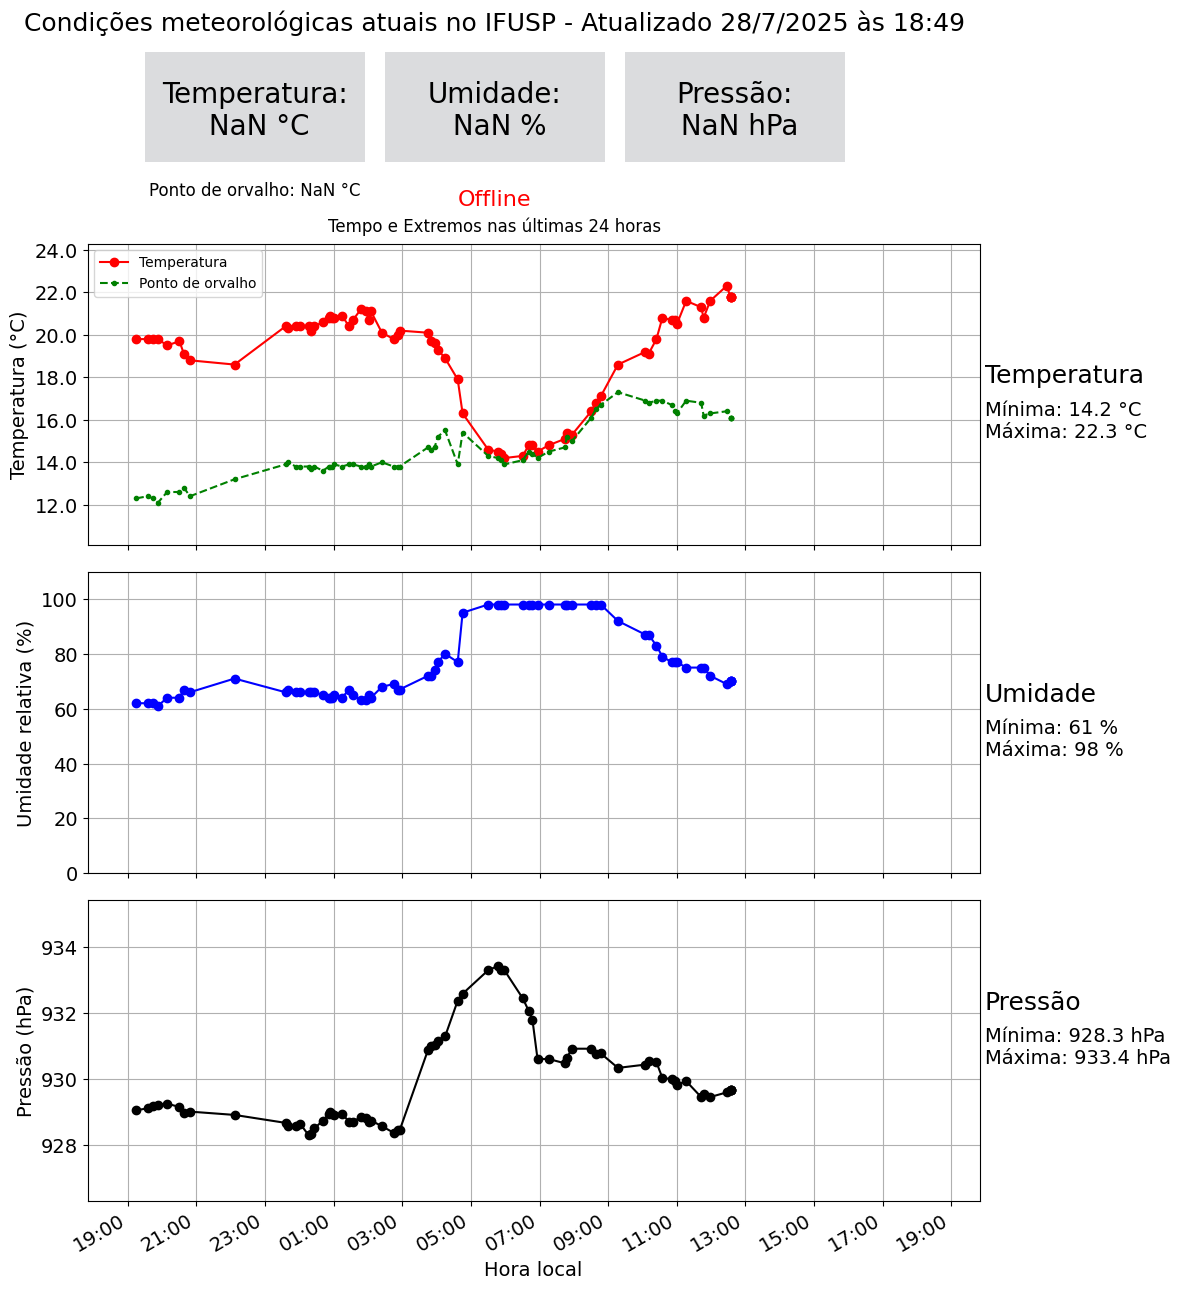 Condições meteorológicas atuais no IFUSP - Atualizado 28/7/2025 às 18:49
Temperatura:
NaN °C
Umidade:
NaN %
Pressão:
NaN hPa
Ponto de orvalho: NaN °C
Offline
Tempo e Extremos nas últimas 24 horas
Temperatura (°C)
24.0
22.0
20.0
18.0
16.0
14.0
12.0
Temperatura
Ponto de orvalho
Temperatura
Mínima: 14.2 °C
Máxima: 22.3 °C
Umidade relativa (%)
100
80
60
40
20
0
Umidade
Mínima: 61 %
Máxima: 98 %
Pressão (hPa)
934
932
930
928
Pressão
Mínima: 928.3 hPa
Máxima: 933.4 hPa
19:00 21:00 23:00 01:00 03:00 05:00 07:00 09:00 11:00 13:00 15:00 17:00 19:00
Hora local